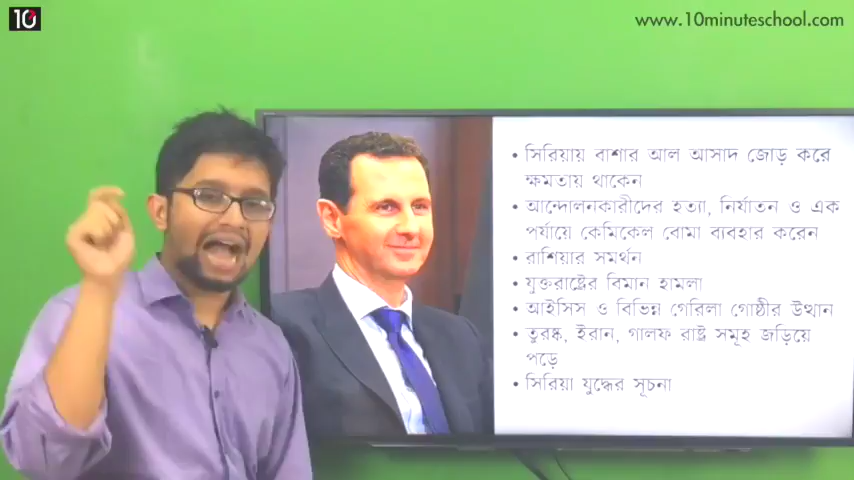 10
www.10minuteschool.com
• সিরিয়ায় বাশার আল আসাদ জোড় করে
ক্ষমতায় থাকেন
• আন্দোলনকারীদের হত্যা, নির্যাতন ও এক
পর্যায়ে কেমিকেল বোমা ব্যবহার করেন
• রাশিয়ার সমর্থন
• যুক্তরাষ্ট্রের বিমান হামলা
• আইসিস ও বিভিন্ন গেরিলা গোষ্ঠীর উত্থান
• তুরষ্ক, ইরান, গালফ রাষ্ট্র সমূহ জড়িয়ে
পড়ে
• সিরিয়া যুদ্ধের সূচনা